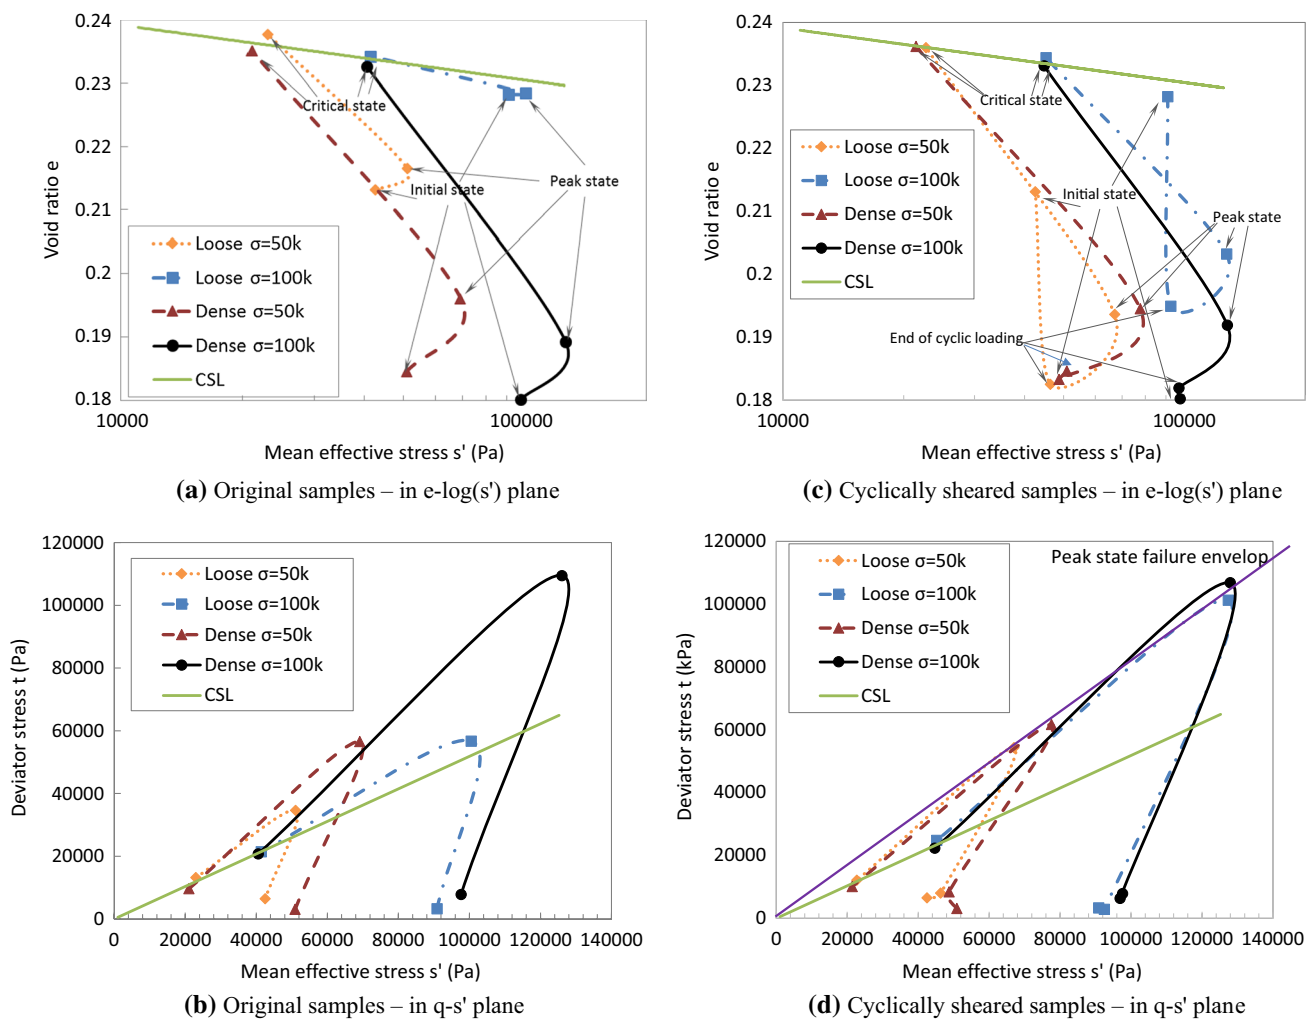 0.24
0.23
0.22
0.21
0.2
0.19
0.18
Void ratio e
Critical state
Initial state
Peak state
Loose σ=50k
Loose σ=100k
Dense σ=50k
Dense σ=100k
CSL
10000
100000
Mean effective stress s' (Pa)
(a) Original samples – in e-log(s') plane
0.24
0.23
0.22
0.21
0.2
0.19
0.18
Void ratio e
Critical state
Loose σ=50k
Loose σ=100k
Dense σ=50k
Dense σ=100k
CSL
Initial state
Peak state
End of cyclic loading
10000
100000
Mean effective stress s' (Pa)
(c) Cyclically sheared samples – in e-log(s') plane
120000
100000
80000
60000
40000
20000
0
Deviator stress t (Pa)
Loose σ=50k
Loose σ=100k
Dense σ=50k
Dense σ=100k
CSL
0 20000 40000 60000 80000 100000 120000 140000
Mean effective stress s' (Pa)
(b) Original samples – in q-s' plane
120000
100000
80000
60000
40000
20000
0
Deviator stress t (kPa)
Loose σ=50k
Loose σ=100k
Dense σ=50k
Dense σ=100k
CSL
Peak state failure envelop
0 20000 40000 60000 80000 100000 120000 140000
Mean effective stress s' (Pa)
(d) Cyclically sheared samples – in q-s' plane